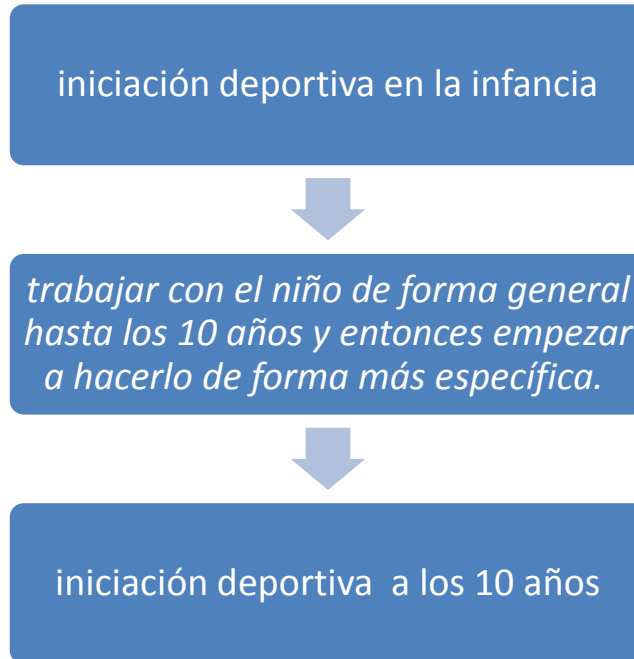 iniciación deportiva en la infancia
trabajar con el niño de forma general
hasta los 10 años y entonces empezar
a hacerlo de forma más específica.
iniciación deportiva  a los 10 años